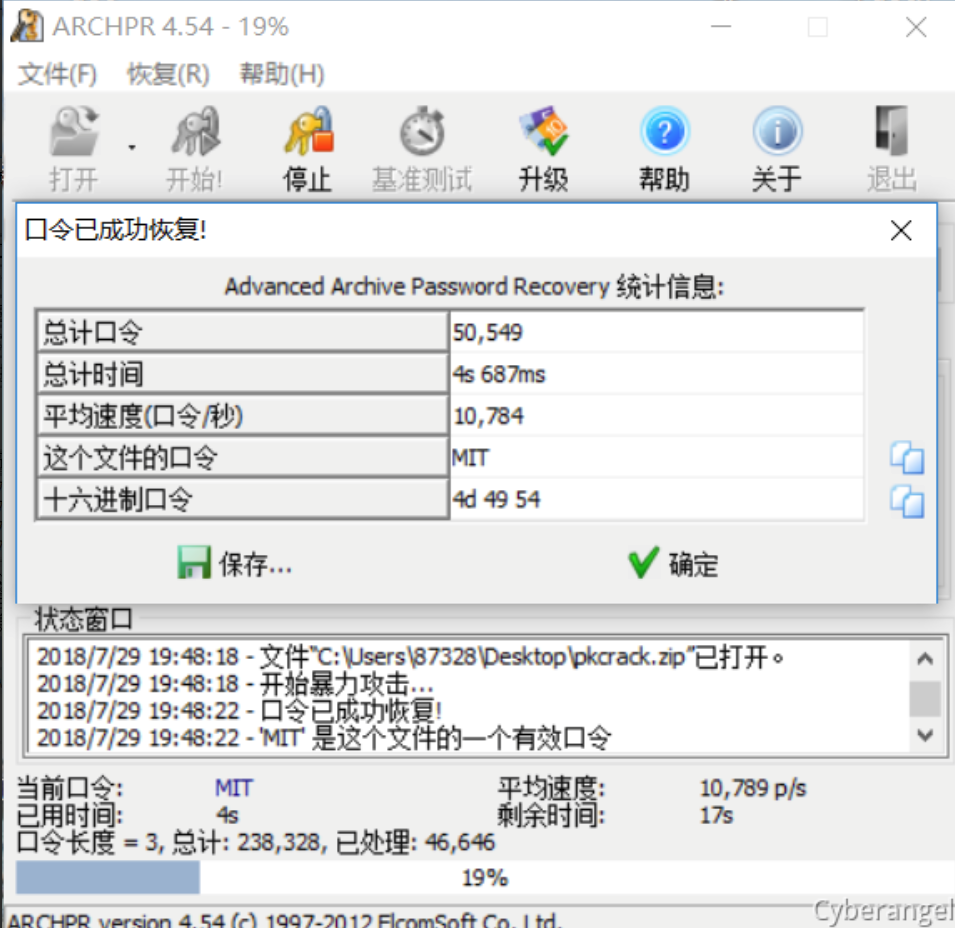 ARCHPR 4.54 - 19%
文件(F) 恢复(R) 帮助(H)
打开 开始! 停止 基准测试 升级 帮助 关于 退出
口令已成功恢复!
Advanced Archive Password Recovery 统计信息:
总计口令 50,549
总计时间 4s 687ms
平均速度(口令/秒) 10,784
这个文件的口令 MIT
十六进制口令 4d 49 54
保存... 确定
状态窗口
2018/7/29 19:48:18 - 文件“C:\Users\87328\Desktop\pkcrack.zip”已打开。
2018/7/29 19:48:18 - 开始暴力攻击...
2018/7/29 19:48:22 - 口令已成功恢复!
2018/7/29 19:48:22 - 'MIT' 是这个文件的一个有效口令
当前口令: MIT 平均速度: 10,789 p/s
已用时间: 4s 剩余时间: 17s
口令长度 = 3, 总计: 238,328, 已处理: 46,646
19%
ARCHPR version 4.54 (c) 1997-2012 ElcomSoft Co. Ltd.
Cyberangel